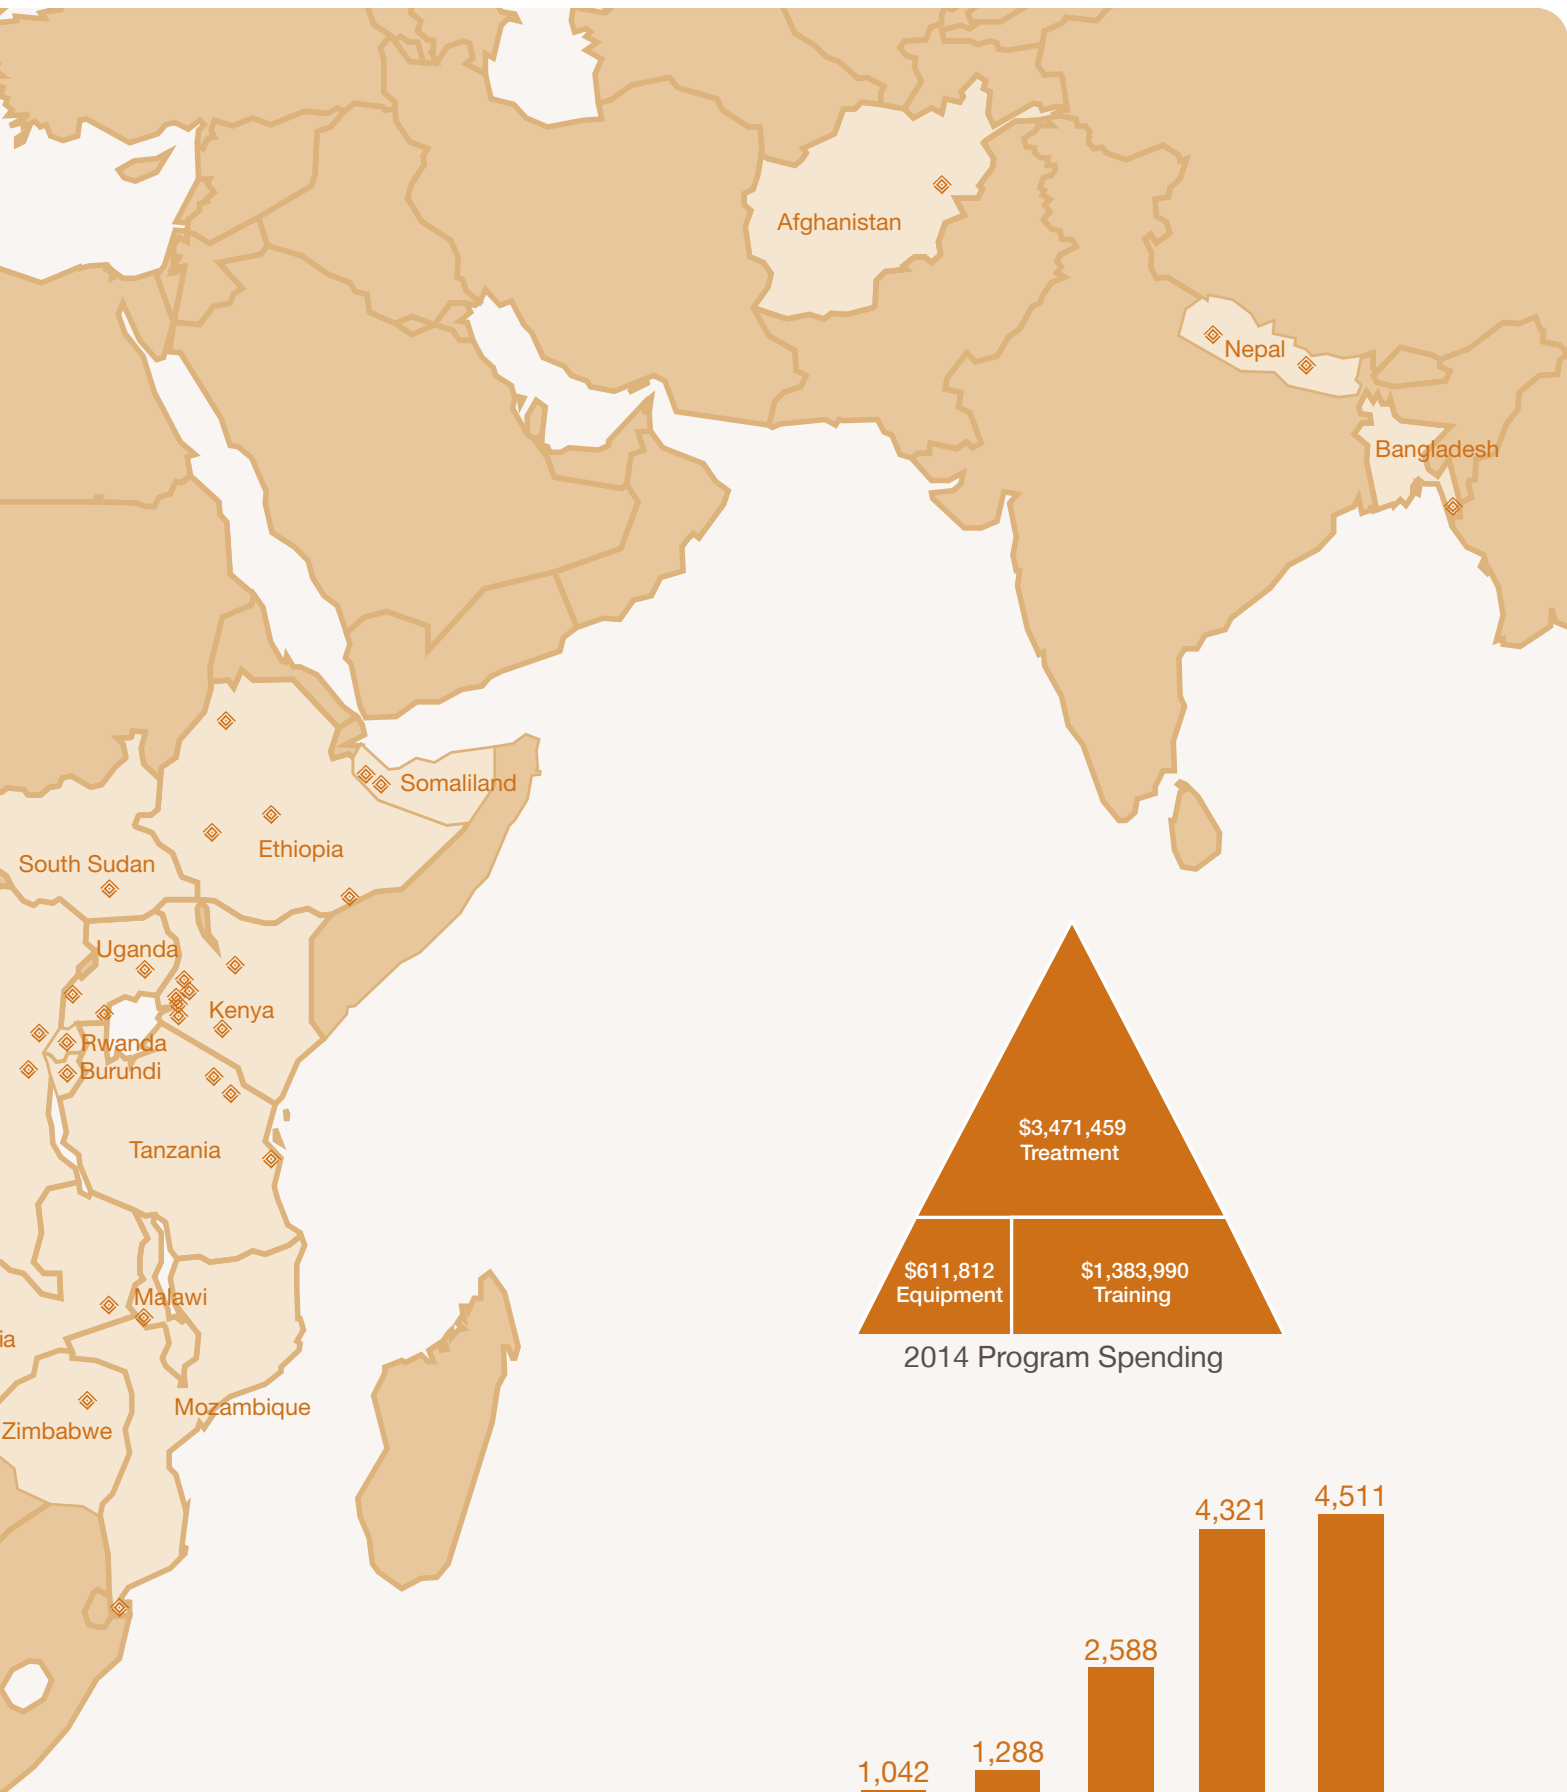 Afghanistan
Nepal
Bangladesh
Somaliland
Ethiopia
South Sudan
Uganda
Kenya
Rwanda
Burundi
Tanzania
Malawi
ia
Mozambique
Zimbabwe
$3,471,459
Treatment
$611,812
Equipment
$1,383,990
Training
2014 Program Spending
1,042
1,288
2,588
4,321
4,511